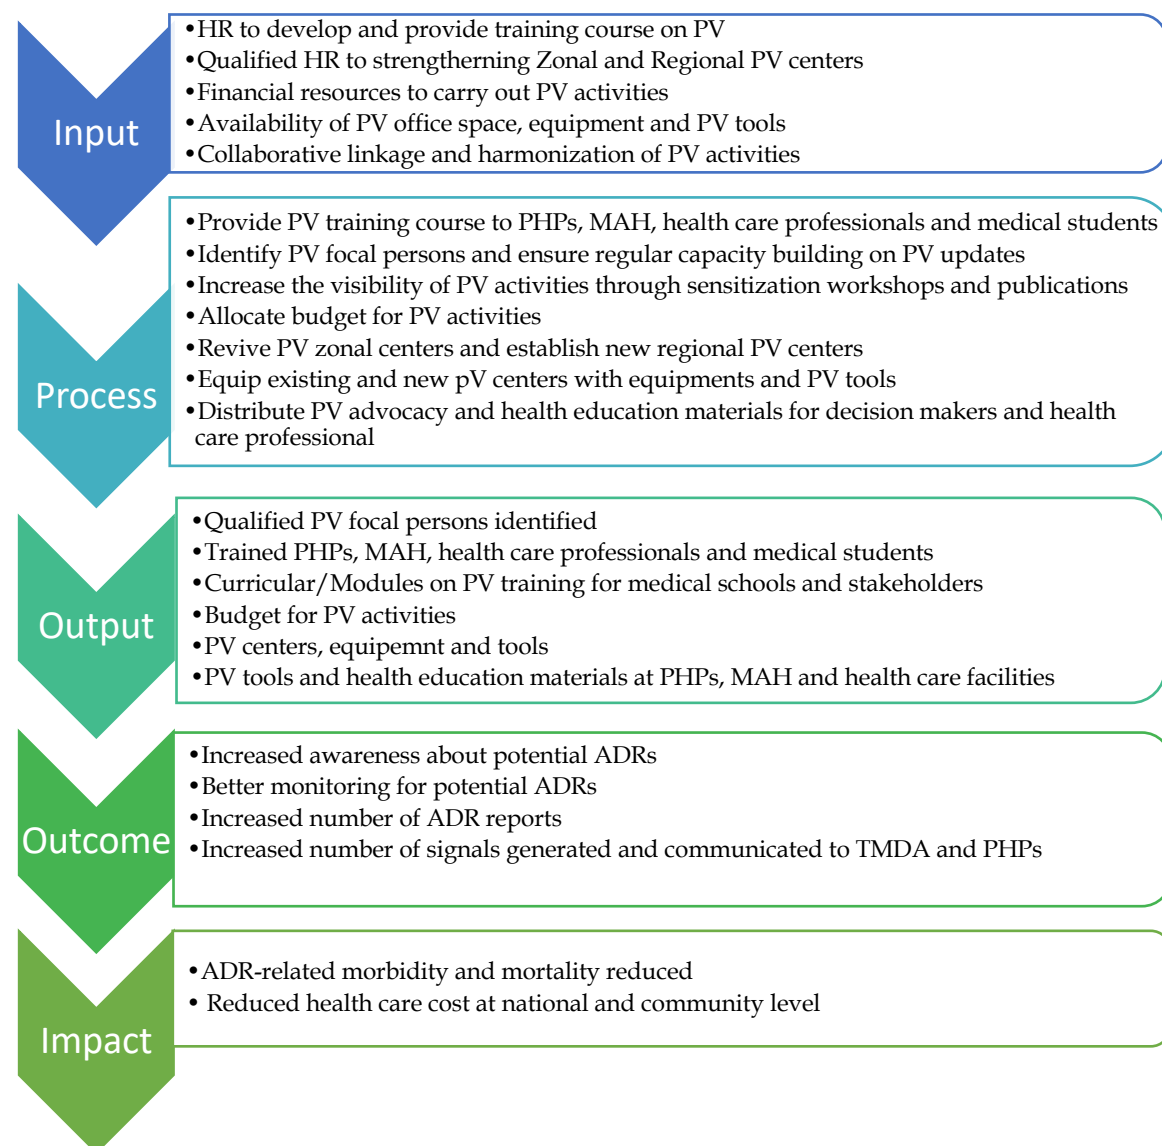 Input
•HR to develop and provide training course on PV
•Qualified HR to strengtherning Zonal and Regional PV centers
•Financial resources to carry out PV activities
•Availability of PV office space, equipment and PV tools
•Collaborative linkage and harmonization of PV activities
Process
•Provide PV training course to PHPs, MAH, health care professionals and medical students
•Identify PV focal persons and ensure regular capacity building on PV updates
•Increase the visibility of PV activities through sensitization workshops and publications
•Allocate budget for PV activities
•Revive PV zonal centers and establish new regional PV centers
•Equip existing and new pV centers with equipments and PV tools
•Distribute PV advocacy and health education materials for decision makers and health
care professional
Output
•Qualified PV focal persons identified
•Trained PHPs, MAH, health care professionals and medical students
•Curricular/Modules on PV training for medical schools and stakeholders
•Budget for PV activities
•PV centers, equipemnt and tools
•PV tools and health education materials at PHPs, MAH and health care facilities
Outcome
•Increased awareness about potential ADRs
•Better monitoring for potential ADRs
•Increased number of ADR reports
•Increased number of signals generated and communicated to TMDA and PHPs
Impact
•ADR-related morbidity and mortality reduced
• Reduced health care cost at national and community level